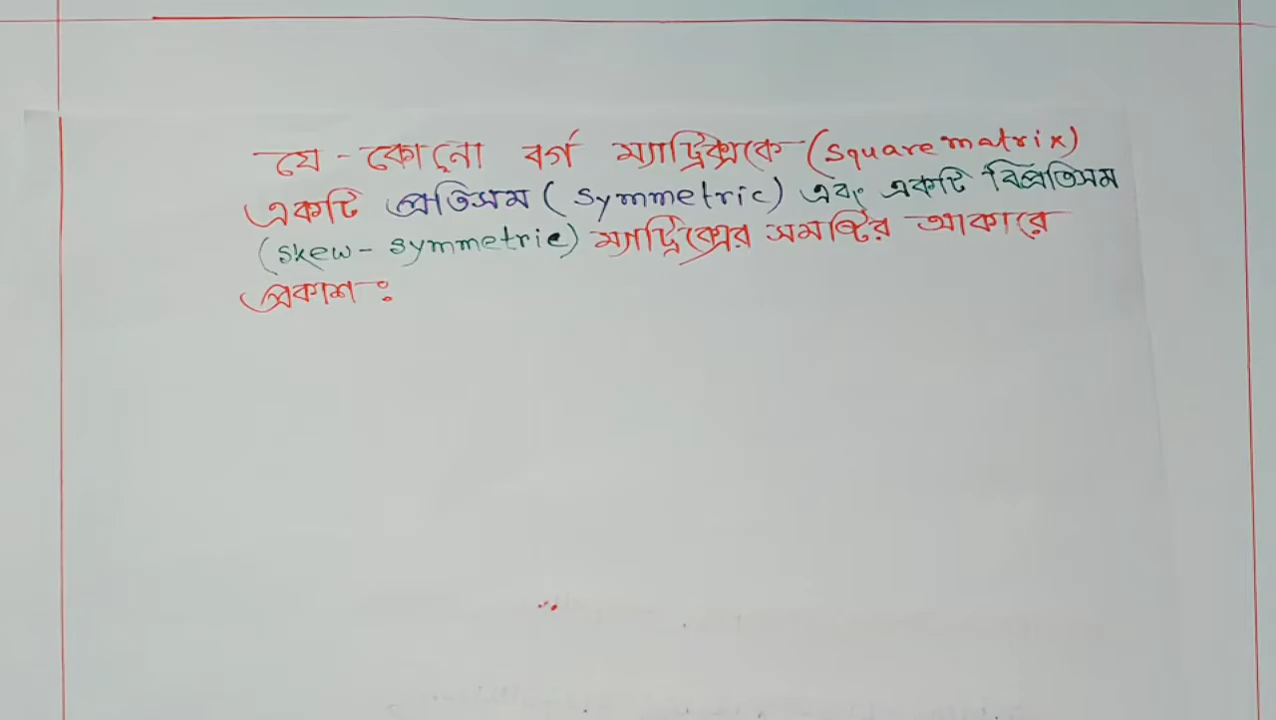 যে-কোনো বর্গ ম্যাট্রিক্সকে (Square matrix)
একটি প্রতিসম (symmetric) এবং একটি বিপ্রতিসম
(skew-symmetric) ম্যাট্রিক্সের সমষ্টির আকারে
প্রকাশ :